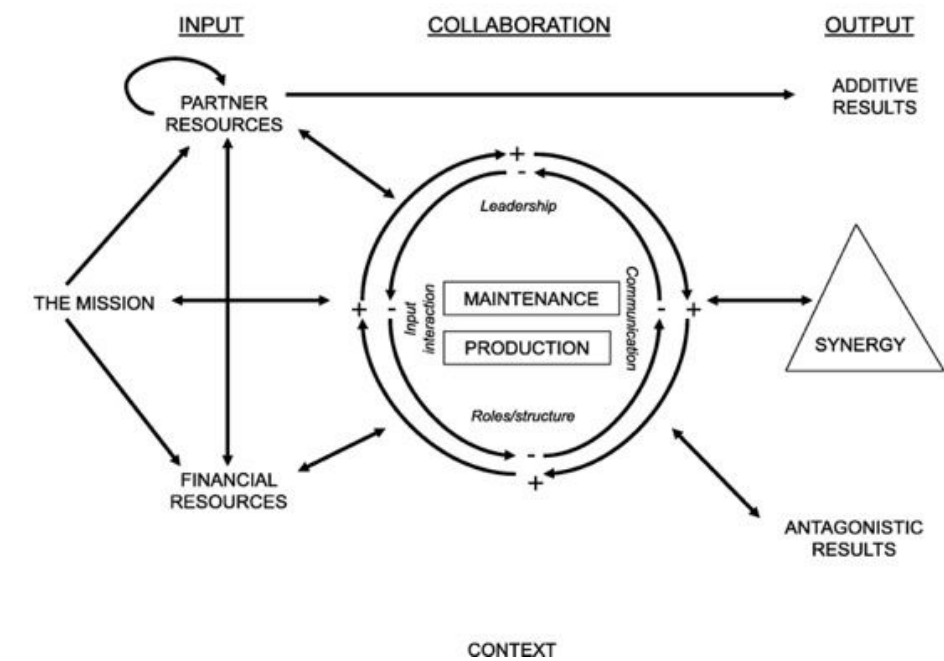 INPUT
COLLABORATION
OUTPUT
PARTNER
RESOURCES
ADDITIVE
RESULTS
+
-
Leadership
THE MISSION
+
-
Input
interaction
MAINTENANCE
PRODUCTION
Communication
-
+
SYNERGY
Roles/structure
-
+
FINANCIAL
RESOURCES
ANTAGONISTIC
RESULTS
CONTEXT